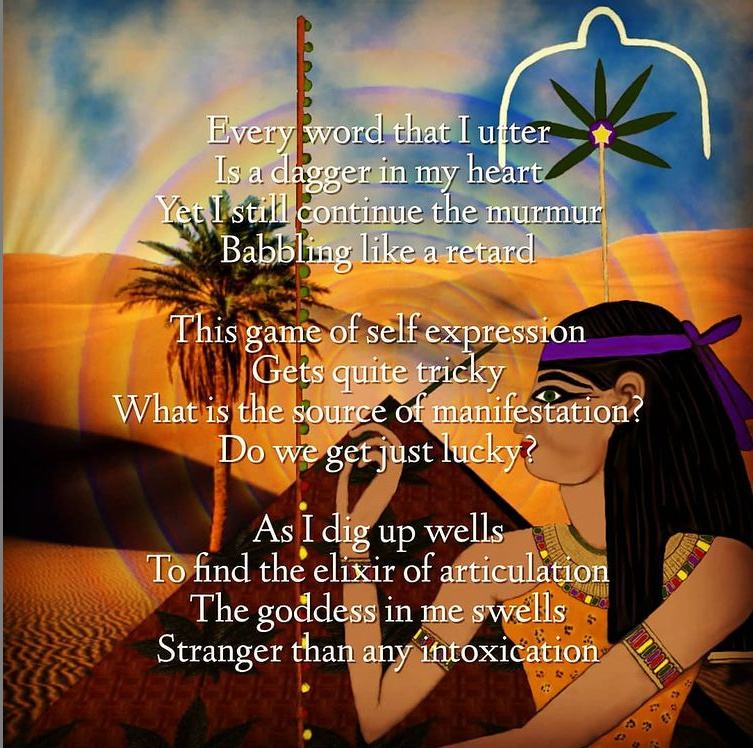 Every word that I utter
Is a dagger in my heart
Yet I still continue the murmur
Babbling like a retard
This game of self expression
Gets quite tricky
What is the source of manifestation?
Do we get just lucky?
As I dig up wells
To find the elixir of articulation
The goddess in me swells
Stranger than any intoxication